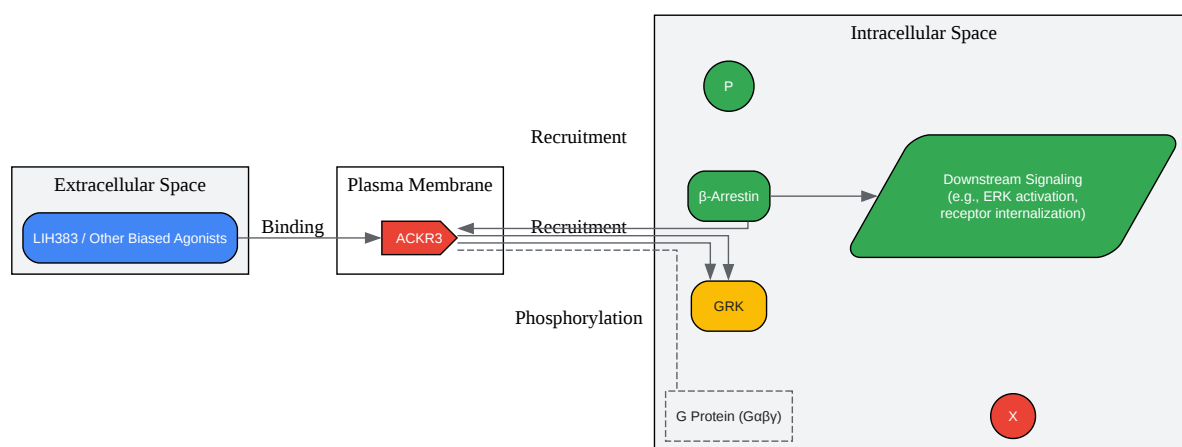 Intracellular Space
P
Recruitment
Extracellular Space
Plasma Membrane
Downstream Signaling
(e.g., ERK activation,
receptor internalization)
β-Arrestin
LIH383 / Other Biased Agonists
Binding
ACKR3
Recruitment
GRK
Phosphorylation
G Protein (Gαβγ)
X